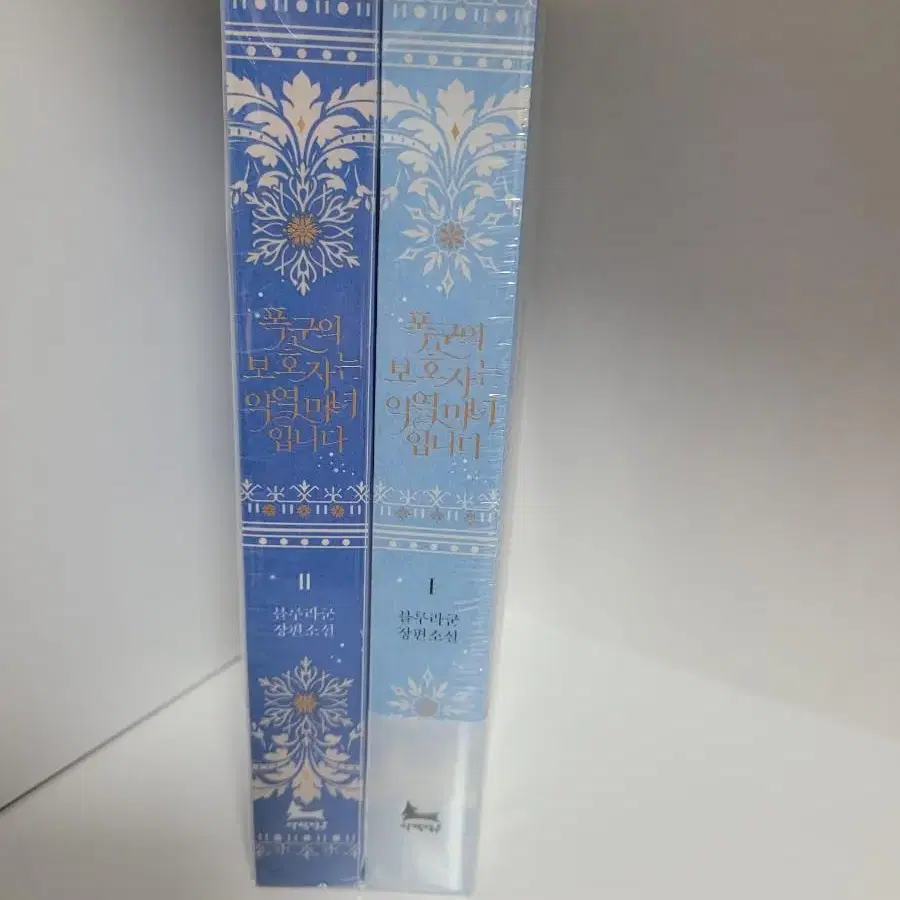 폭군의
보호자는
악역마녀
입니다
II
블루라군
장편소설
폭군의
보호자는
악역마녀
입니다
I
블루라군
장편소설